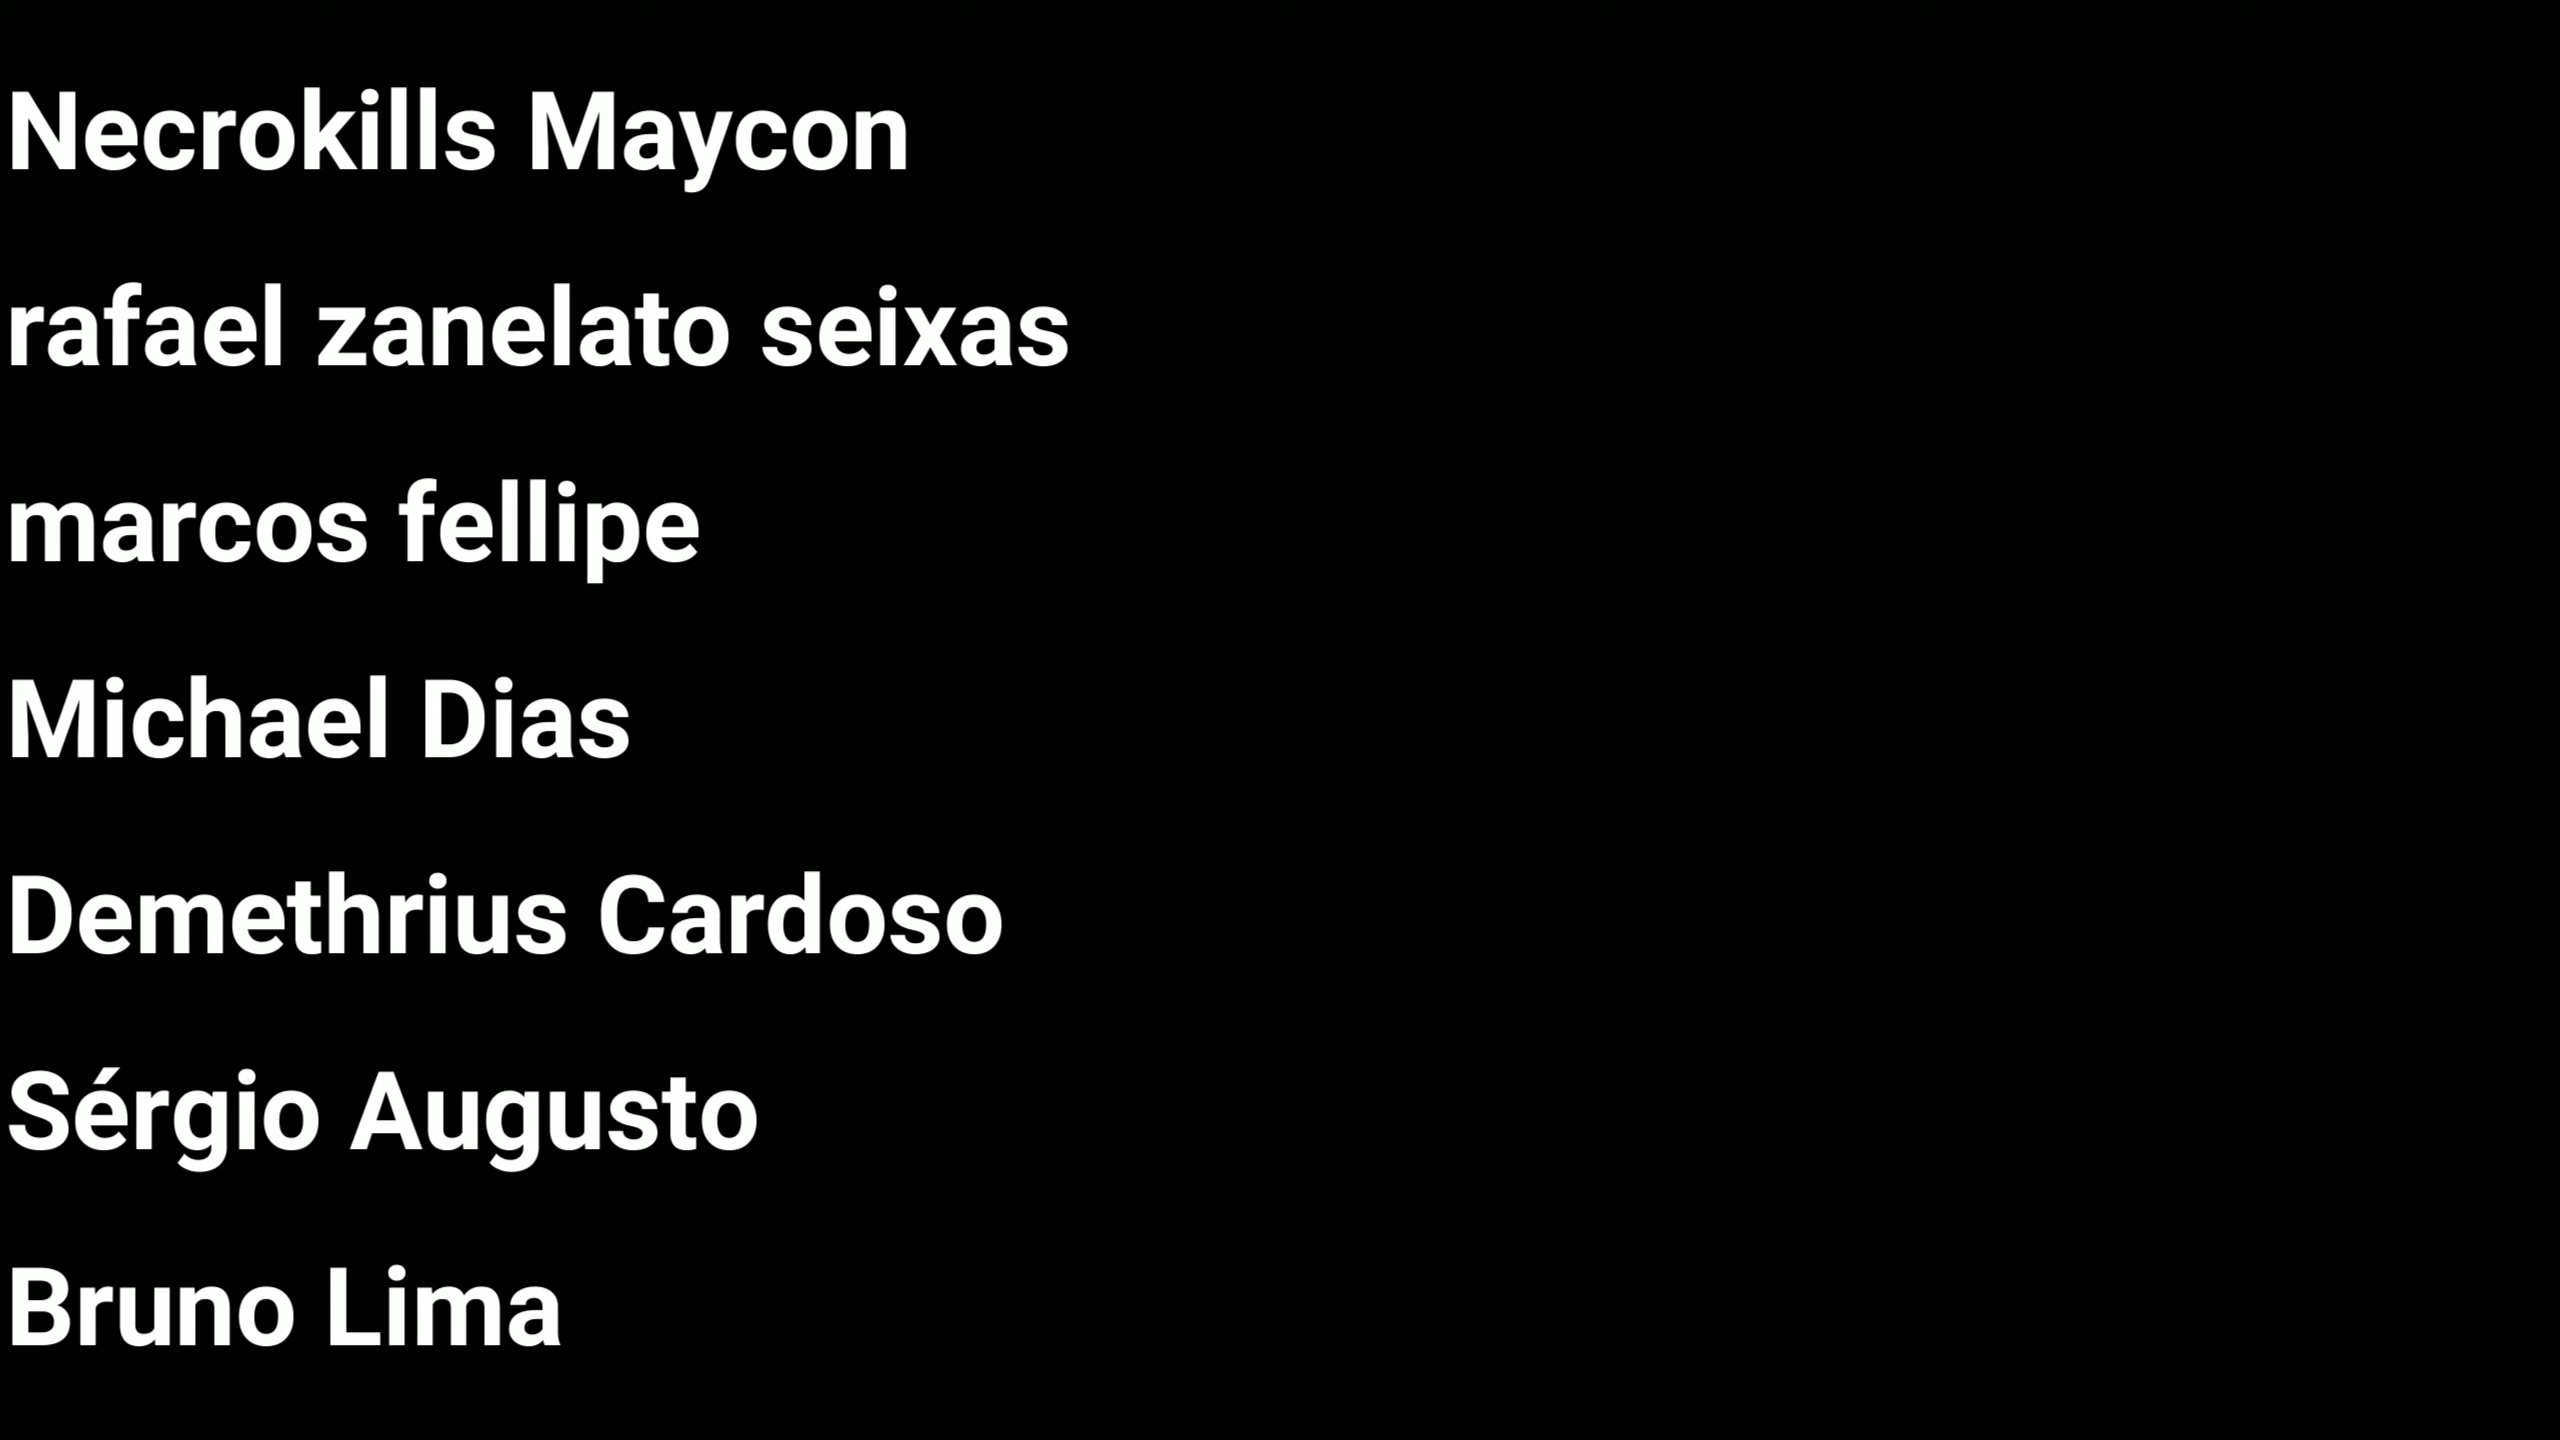 Necrokills Maycon
rafael zanelato seixas
marcos fellipe
Michael Dias
Demethrius Cardoso
Sérgio Augusto
Bruno Lima